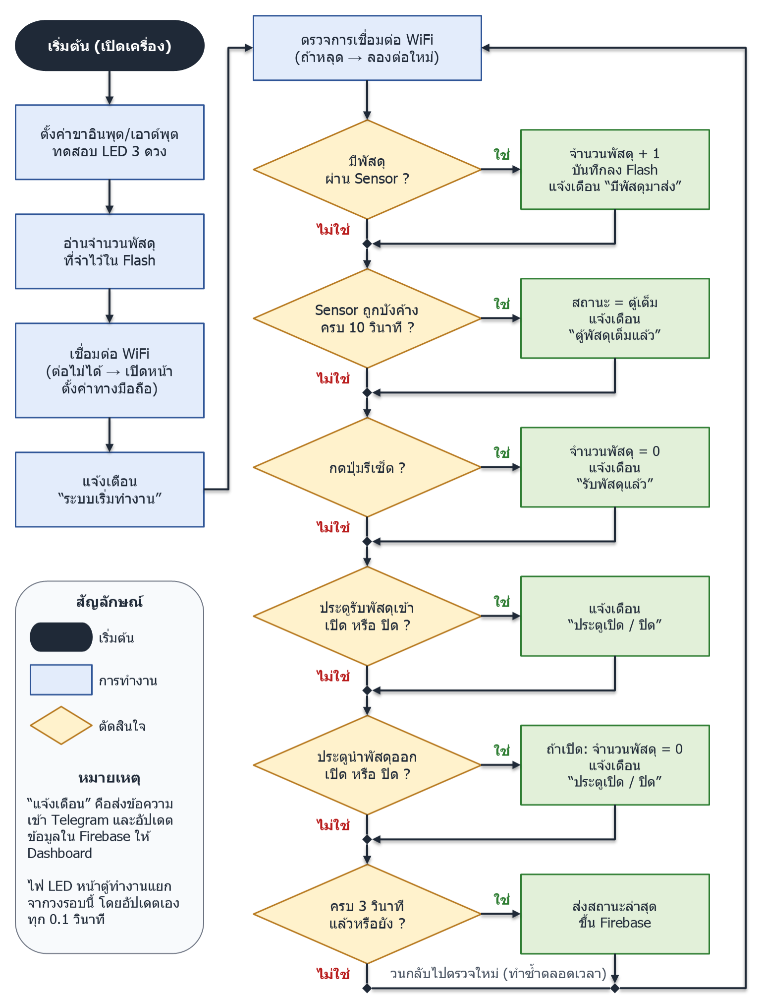 เริ่มต้น (เปิดเครื่อง)
ตั้งค่าขาอินพุต/เอาต์พุต
ทดสอบ LED 3 ดวง
อ่านจำนวนพัสดุ
ที่จำไว้ใน Flash
เชื่อมต่อ WiFi
(ต่อไม่ได้ → เปิดหน้า
ตั้งค่าทางมือถือ)
แจ้งเตือน
“ระบบเริ่มทำงาน”
ตรวจการเชื่อมต่อ WiFi
(ถ้าหลุด → ลองต่อใหม่)
มีพัสดุ
ผ่าน Sensor ?
ใช่
จำนวนพัสดุ + 1
บันทึกลง Flash
แจ้งเตือน “มีพัสดุมาส่ง”
ไม่ใช่
Sensor ถูกบังค้าง
ครบ 10 วินาที ?
ใช่
สถานะ = ตู้เต็ม
แจ้งเตือน
“ตู้พัสดุเต็มแล้ว”
ไม่ใช่
กดปุ่มรีเซ็ต ?
ใช่
จำนวนพัสดุ = 0
แจ้งเตือน
“รับพัสดุแล้ว”
ไม่ใช่
ประตูรับพัสดุเข้า
เปิด หรือ ปิด ?
ใช่
แจ้งเตือน
“ประตูเปิด / ปิด”
ไม่ใช่
ประตูนำพัสดุออก
เปิด หรือ ปิด ?
ใช่
ถ้าเปิด: จำนวนพัสดุ = 0
แจ้งเตือน
“ประตูเปิด / ปิด”
ไม่ใช่
ครบ 3 วินาที
แล้วหรือยัง ?
ใช่
ส่งสถานะล่าสุด
ขึ้น Firebase
ไม่ใช่
วนกลับไปตรวจใหม่ (ทำซ้ำตลอดเวลา)
สัญลักษณ์
เริ่มต้น
การทำงาน
ตัดสินใจ
หมายเหตุ
“แจ้งเตือน” คือส่งข้อความ
เข้า Telegram และอัปเดต
ข้อมูลใน Firebase ให้
Dashboard
ไฟ LED หน้าตู้ทำงานแยก
จากวงรอบนี้ โดยอัปเดตเอง
ทุก 0.1 วินาที